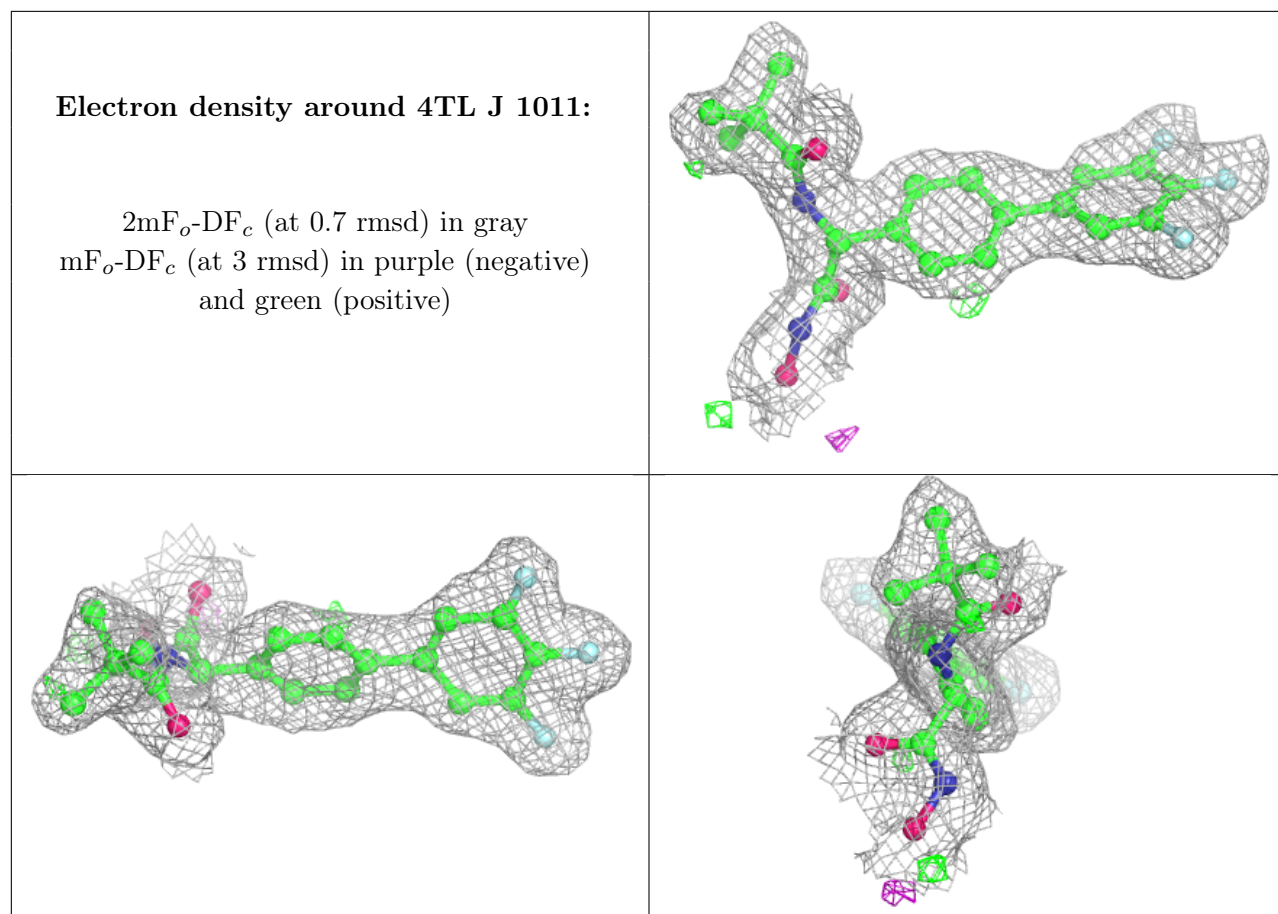 Electron density around 4TL J 1011:
2mFo-DFc (at 0.7 rmsd) in gray
mFo-DFc (at 3 rmsd) in purple (negative)
and green (positive)